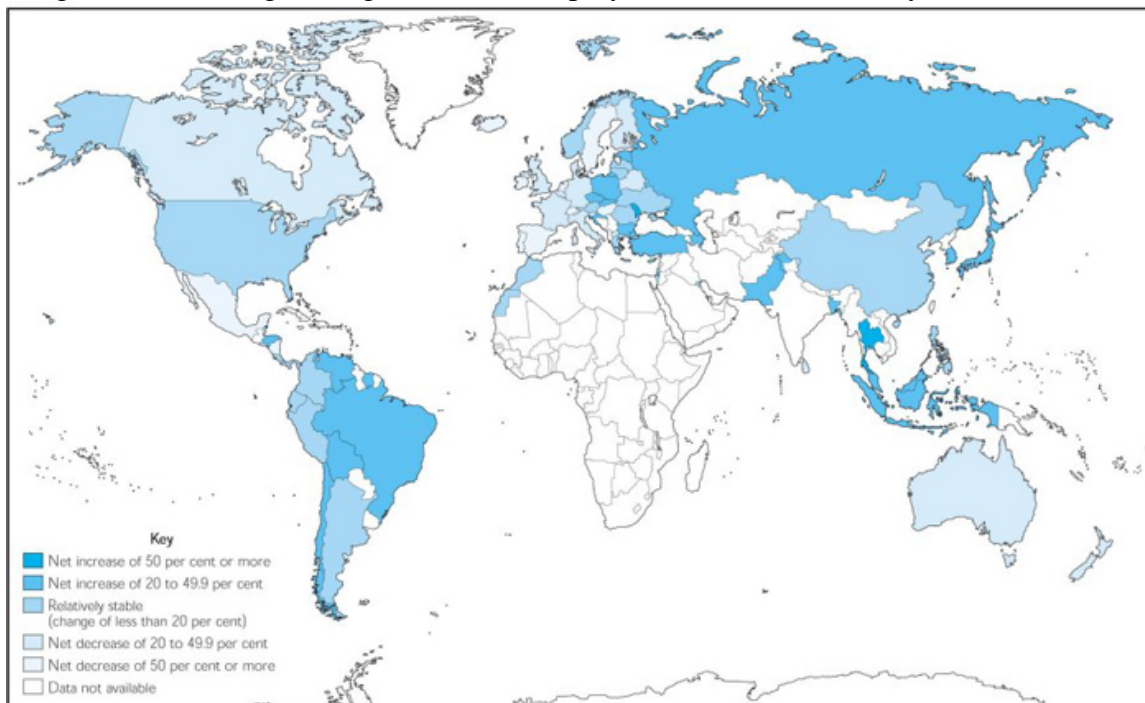 Key
Net increase of 50 per cent or more
Net increase of 20 to 49.9 per cent
Relatively stable
(change of less than 20 per cent)
Net decrease of 20 to 49.9 per cent
Net decrease of 50 per cent or more
Data not available